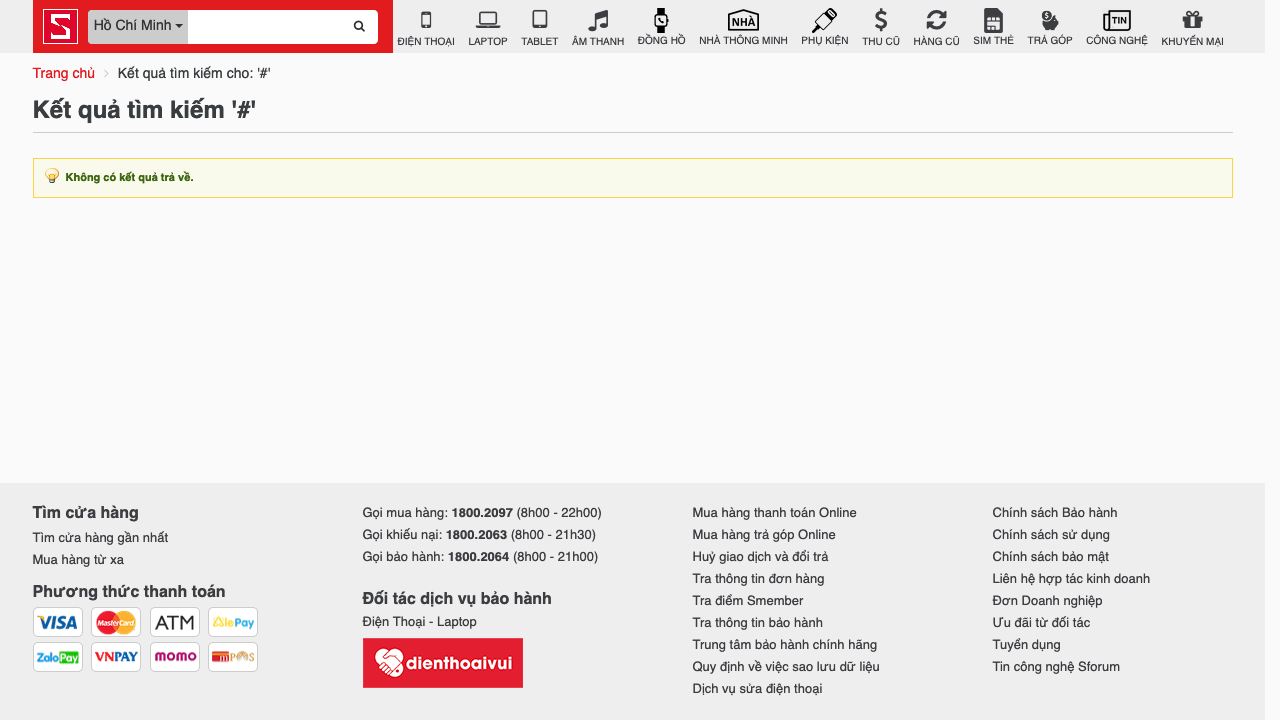 S
Hồ Chí Minh
ĐIỆN THOẠI
LAPTOP
TABLET
ÂM THANH
ĐỒNG HỒ
NHÀ
NHÀ THÔNG MINH
PHỤ KIỆN
THU CŨ
HÀNG CŨ
SIM THẺ
TRẢ GÓP
TIN
CÔNG NGHỆ
KHUYẾN MẠI
Trang chủ
Kết quả tìm kiếm cho: '#'
Kết quả tìm kiếm '#'
Không có kết quả trả về.
Tìm cửa hàng
Tìm cửa hàng gần nhất
Mua hàng từ xa
Phương thức thanh toán
VISA
MasterCard
ATM
AlePay
ZaloPay
VNPAY
MOMO
mPOS
Gọi mua hàng: 1800.2097 (8h00 - 22h00)
Gọi khiếu nại: 1800.2063 (8h00 - 21h30)
Gọi bảo hành: 1800.2064 (8h00 - 21h00)
Đối tác dịch vụ bảo hành
Điện Thoại - Laptop
dienthoaivui
Mua hàng thanh toán Online
Mua hàng trả góp Online
Huỷ giao dịch và đổi trả
Tra thông tin đơn hàng
Tra điểm Smember
Tra thông tin bảo hành
Trung tâm bảo hành chính hãng
Quy định về việc sao lưu dữ liệu
Dịch vụ sửa điện thoại
Chính sách Bảo hành
Chính sách sử dụng
Chính sách bảo mật
Liên hệ hợp tác kinh doanh
Đơn Doanh nghiệp
Ưu đãi từ đối tác
Tuyển dụng
Tin công nghệ Sforum